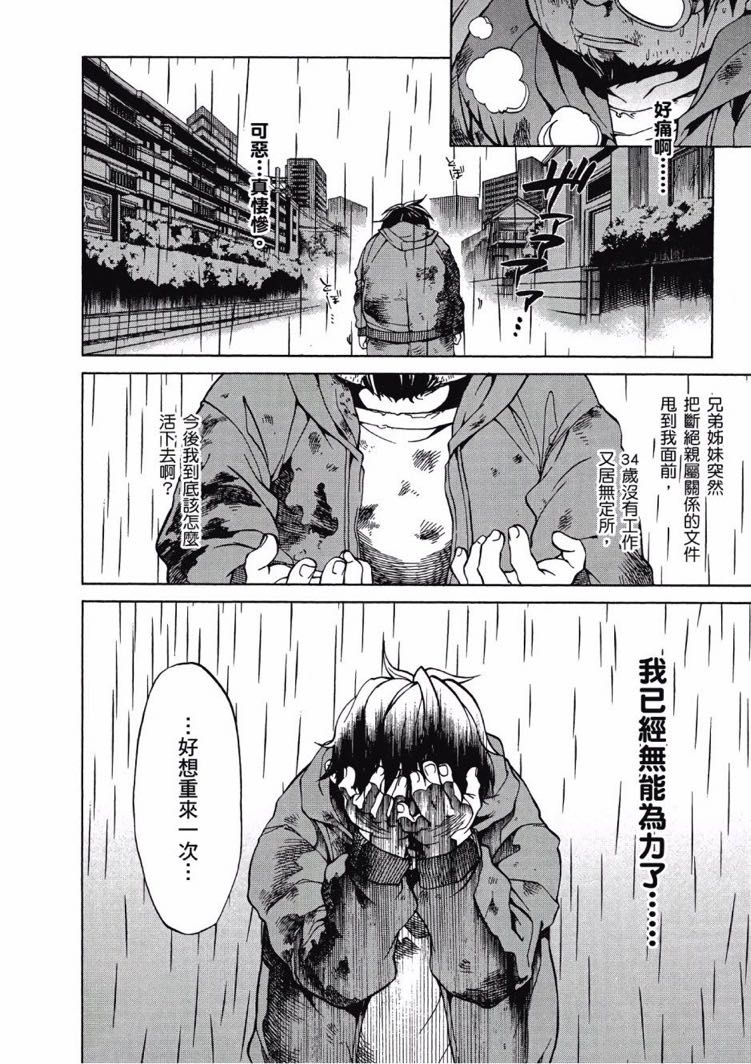 好痛啊……
ザアアア…
可惡…真悽慘。
兄弟姊妹突然
把斷絕親屬關係的文件
甩到我面前，
34歲沒有工作
又居無定所，
今後我到底該怎麼
活下去啊？
我已經無能為力了……
…好想重來一次…